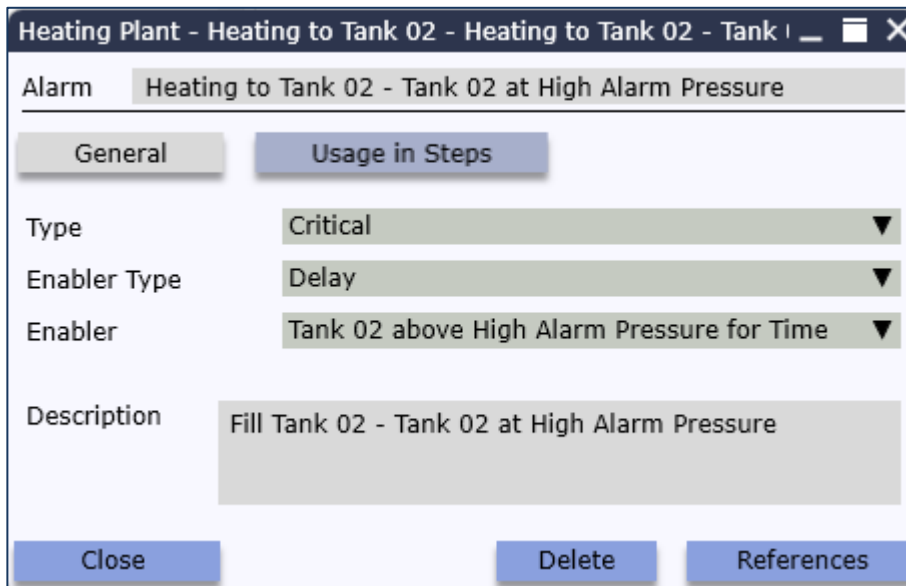 Heating Plant - Heating to Tank 02 - Heating to Tank 02 - Tank
Alarm Heating to Tank 02 - Tank 02 at High Alarm Pressure
General Usage in Steps
Type Critical
Enabler Type Delay
Enabler Tank 02 above High Alarm Pressure for Time
Description Fill Tank 02 - Tank 02 at High Alarm Pressure
Close Delete References